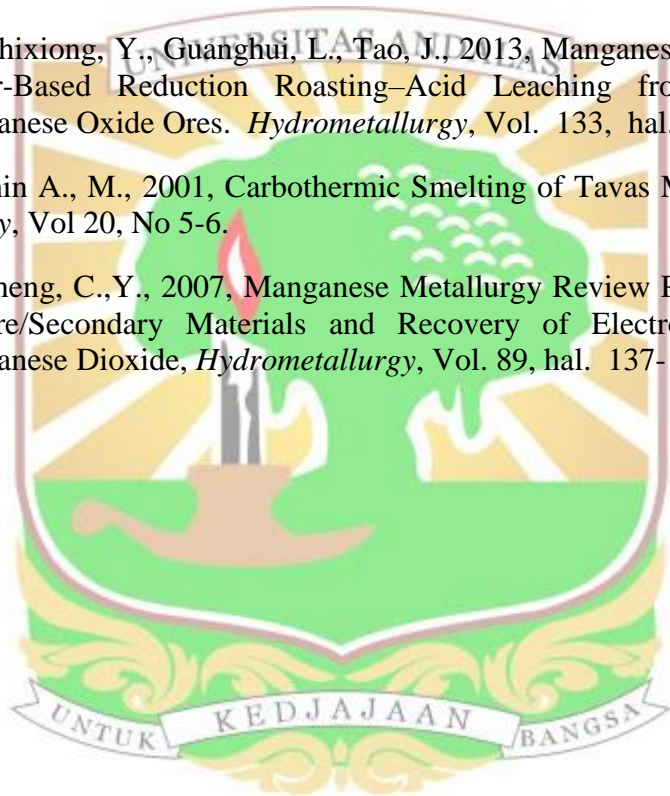 hixiong, Y., Guanghui, L., Tao, J., 2013, Manganes
UNIVERSITAS ANDALAS
r-Based Reduction Roasting–Acid Leaching fro
anese Oxide Ores. Hydrometallurgy, Vol. 133, hal.
nin A., M., 2001, Carbothermic Smelting of Tavas M
y, Vol 20, No 5-6.
heng, C.,Y., 2007, Manganese Metallurgy Review P
re/Secondary Materials and Recovery of Electro
anese Dioxide, Hydrometallurgy, Vol. 89, hal. 137-
UNTUK KEDJAJAAN BANGSA